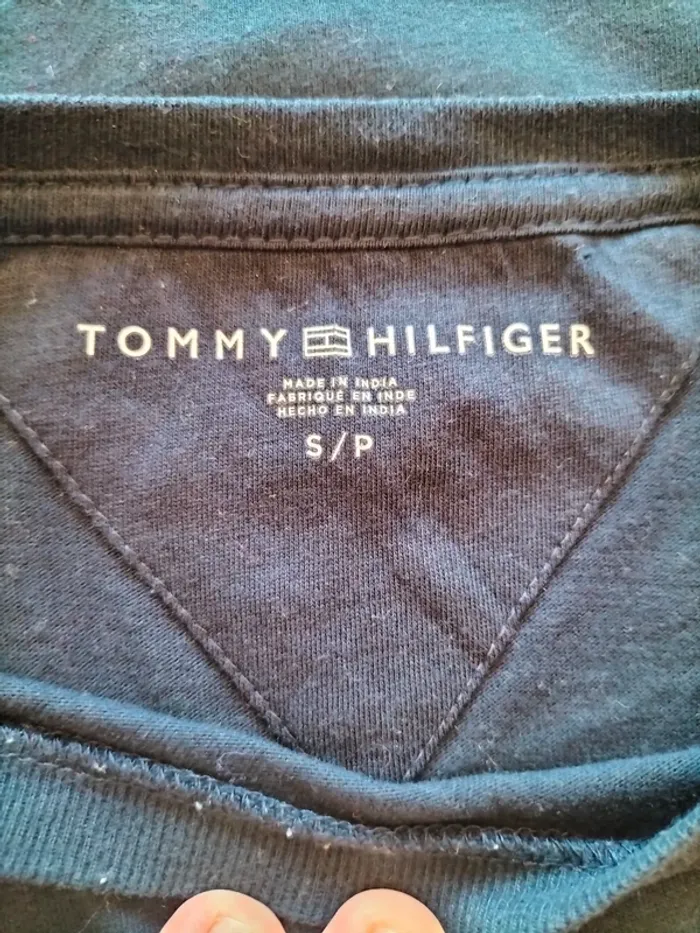 TOMMY HILFIGER
MADE IN INDIA
FABRIQUÉ EN INDE
HECHO EN INDIA
S/P